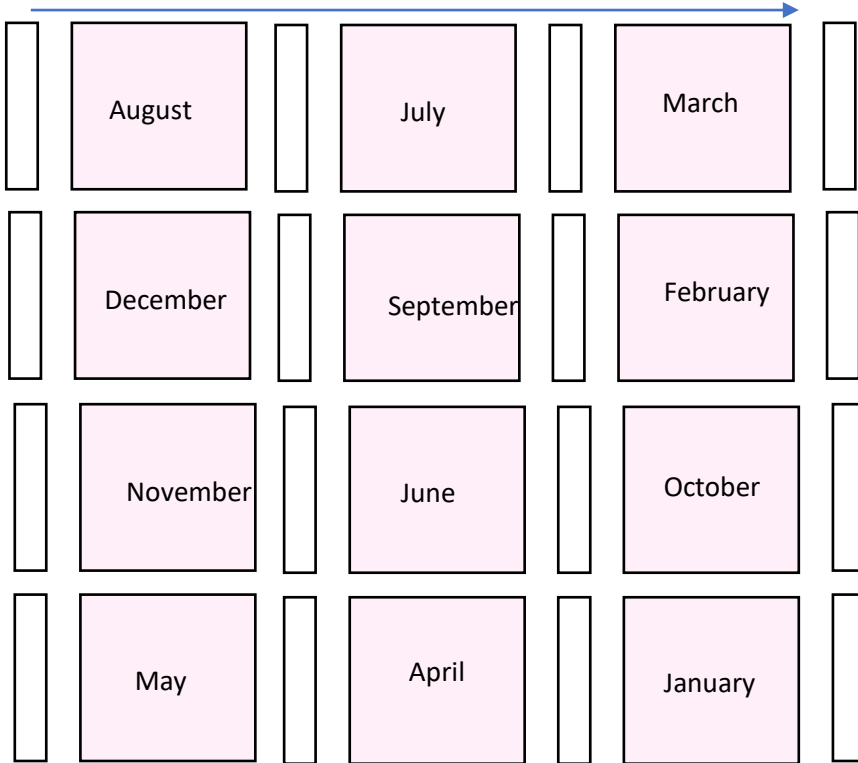 August July March
December September February
November June October
May April January